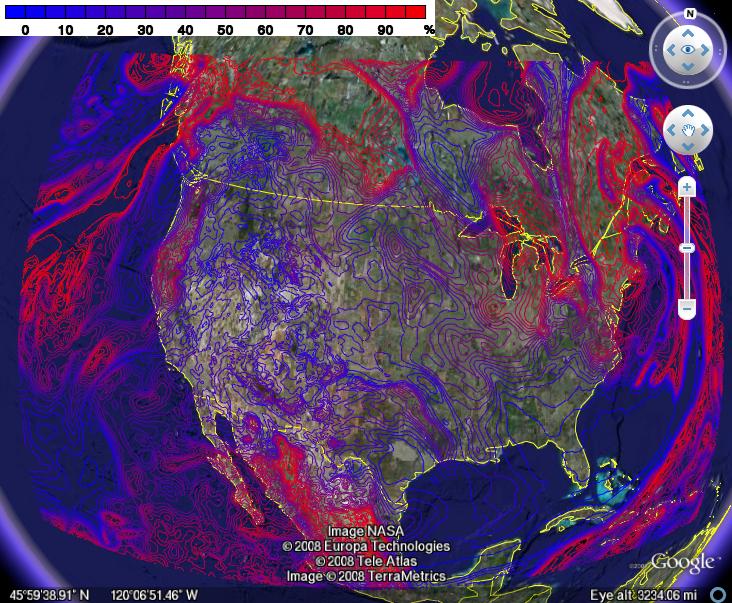 0 10 20 30 40 50 60 70 80 90 %
N
Image NASA
© 2008 Europa Technologies
© 2008 Tele Atlas
Image © 2008 TerraMetrics
©2008 Google
45°59'38.91" N 120°06'51.46" W Eye alt 3234.06 mi